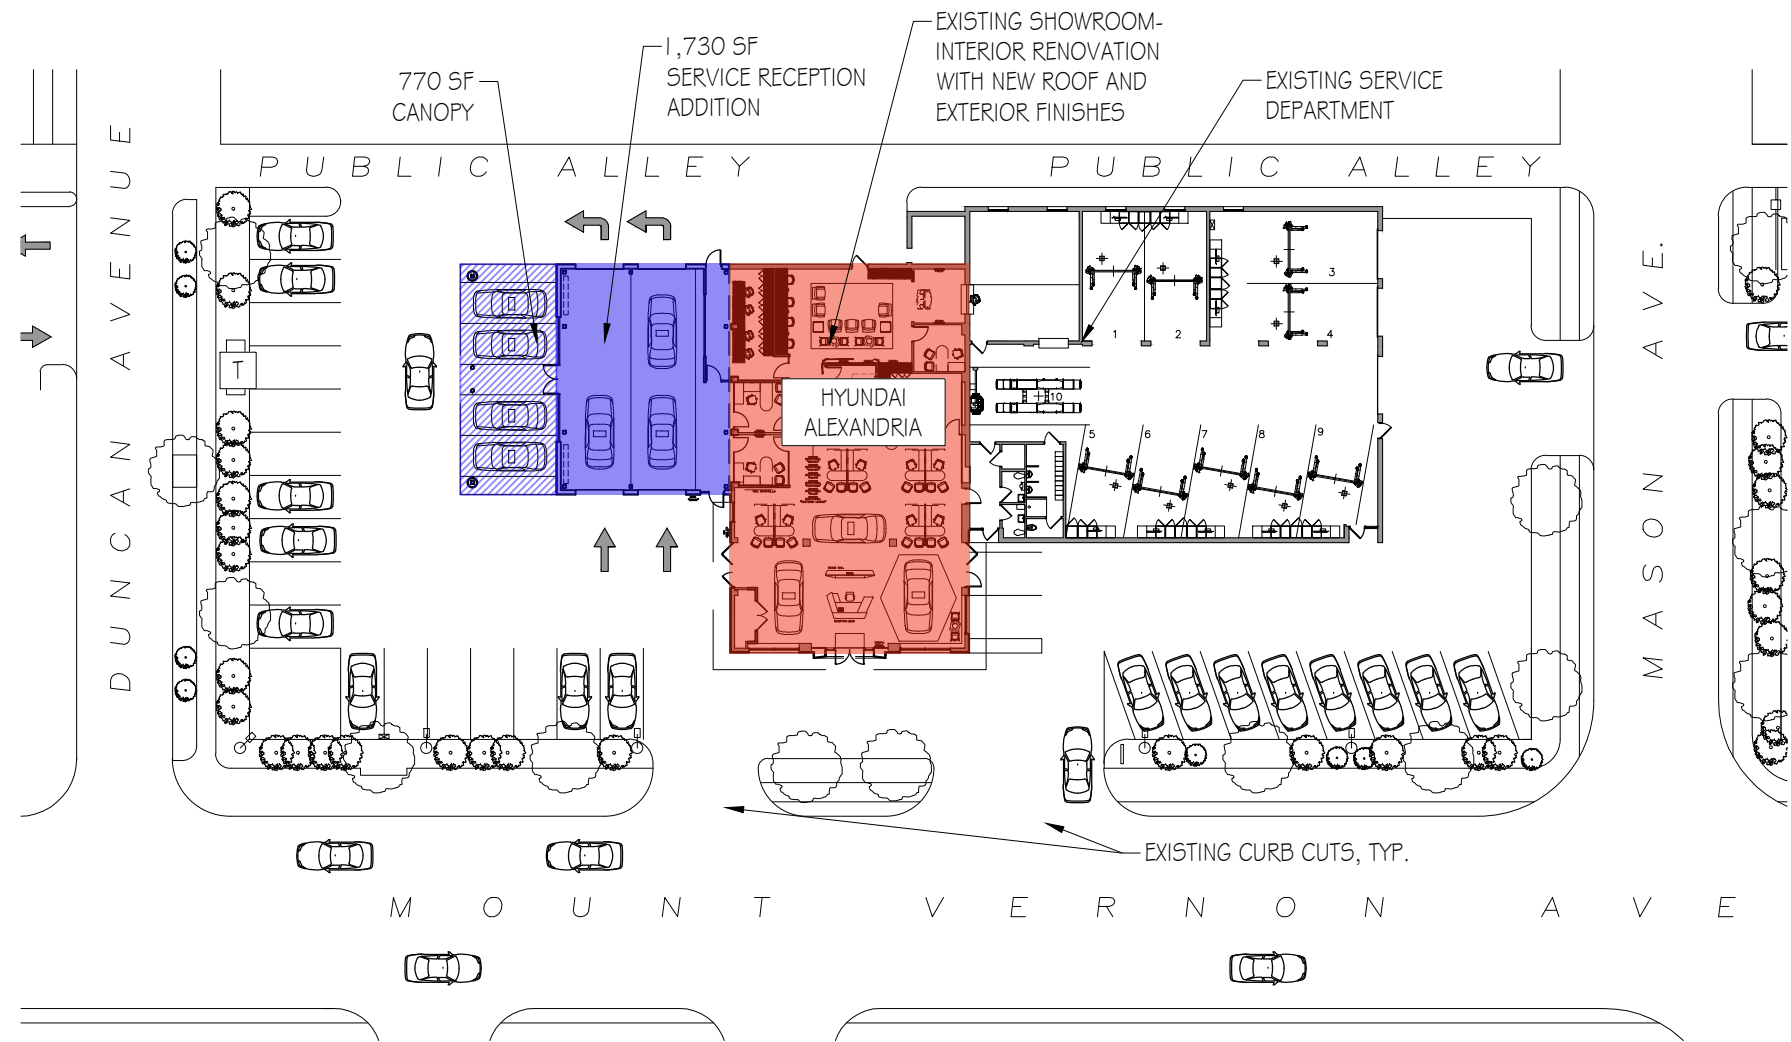 EXISTING SHOWROOM-
INTERIOR RENOVATION
WITH NEW ROOF AND
EXTERIOR FINISHES
1,730 SF
SERVICE RECEPTION
ADDITION
770 SF
CANOPY
EXISTING SERVICE
DEPARTMENT
PUBLIC ALLEY
PUBLIC ALLEY
DUNCAN AVENUE
MASON AVE.
T
HYUNDAI
ALEXANDRIA
1
2
3
4
10
5
6
7
8
9
EXISTING CURB CUTS, TYP.
MOUNT VERNON AVE